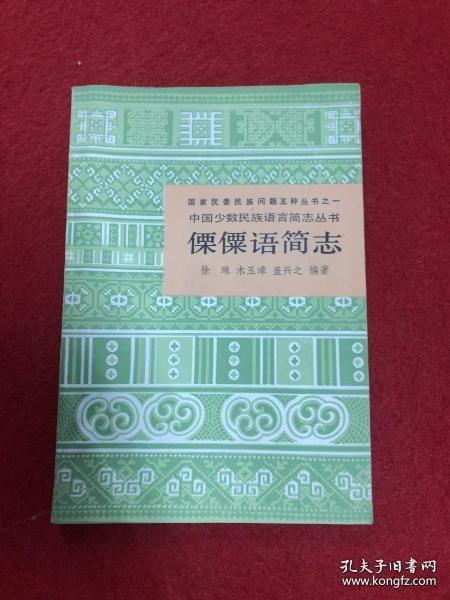 国家民委民族问题五种丛书之一
中国少数民族语言简志丛书
傈僳语简志
徐 琳 木玉璋 盖兴之 编著
孔夫子旧书网
www.kongfz.com